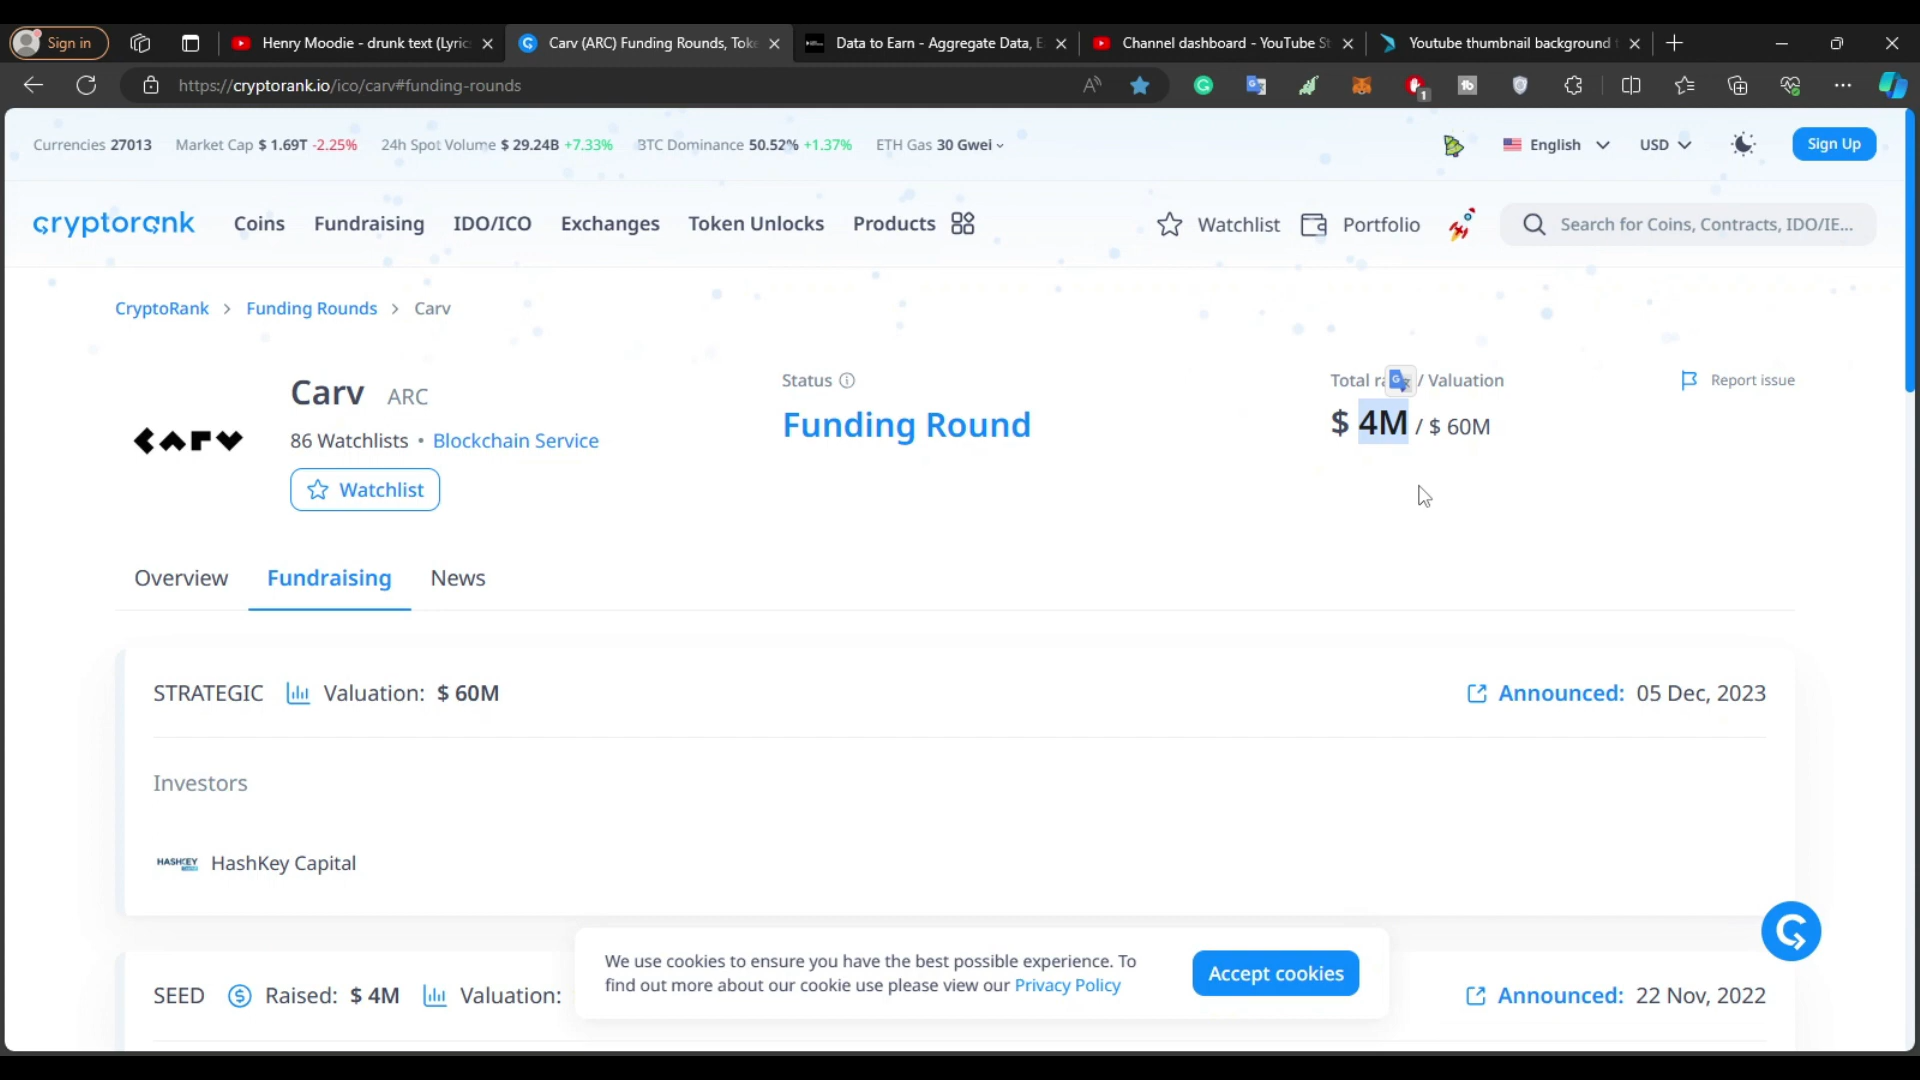 Sign in
Henry Moodie - drunk text (Lyric
Carv (ARC) Funding Rounds, Toke
Data to Earn - Aggregate Data, E
Channel dashboard - YouTube St
Youtube thumbnail background
https://cryptorank.io/ico/carv#funding-rounds
1
Currencies 27013 Market Cap $ 1.69T -2.25% 24h Spot Volume $ 29.24B +7.33% BTC Dominance 50.52% +1.37% ETH Gas 30 Gwei
English USD Sign Up
cryptorank Coins Fundraising IDO/ICO Exchanges Token Unlocks Products
Watchlist Portfolio Search for Coins, Contracts, IDO/IE...
CryptoRank > Funding Rounds > Carv
Carv ARC
86 Watchlists • Blockchain Service
Watchlist
Status
Funding Round
Total / Valuation
$ 4M / $ 60M
Report issue
Overview Fundraising News
STRATEGIC Valuation: $ 60M
Announced: 05 Dec, 2023
Investors
HASHKEY HashKey Capital
We use cookies to ensure you have the best possible experience. To
find out more about our cookie use please view our Privacy Policy
Accept cookies
SEED Raised: $ 4M Valuation:
Announced: 22 Nov, 2022